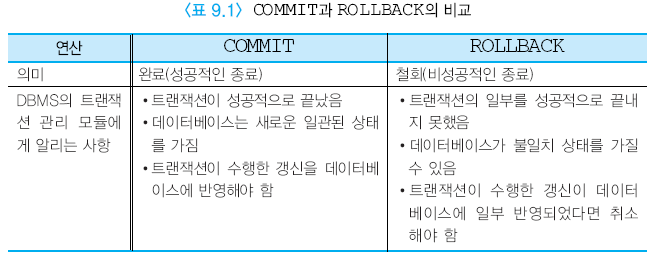 〈표 9.1〉 COMMIT과 ROLLBACK의 비교
연산
COMMIT
ROLLBACK
의미
완료(성공적인 종료)
철회(비성공적인 종료)
DBMS의 트랜잭
션 관리 모듈에
게 알리는 사항
•트랜잭션이 성공적으로 끝났음
•데이터베이스는 새로운 일관된 상태
를 가짐
•트랜잭션이 수행한 갱신을 데이터베
이스에 반영해야 함
•트랜잭션의 일부를 성공적으로 끝내
지 못했음
•데이터베이스가 불일치 상태를 가질
수 있음
•트랜잭션이 수행한 갱신이 데이터
베이스에 일부 반영되었다면 취소
해야 함